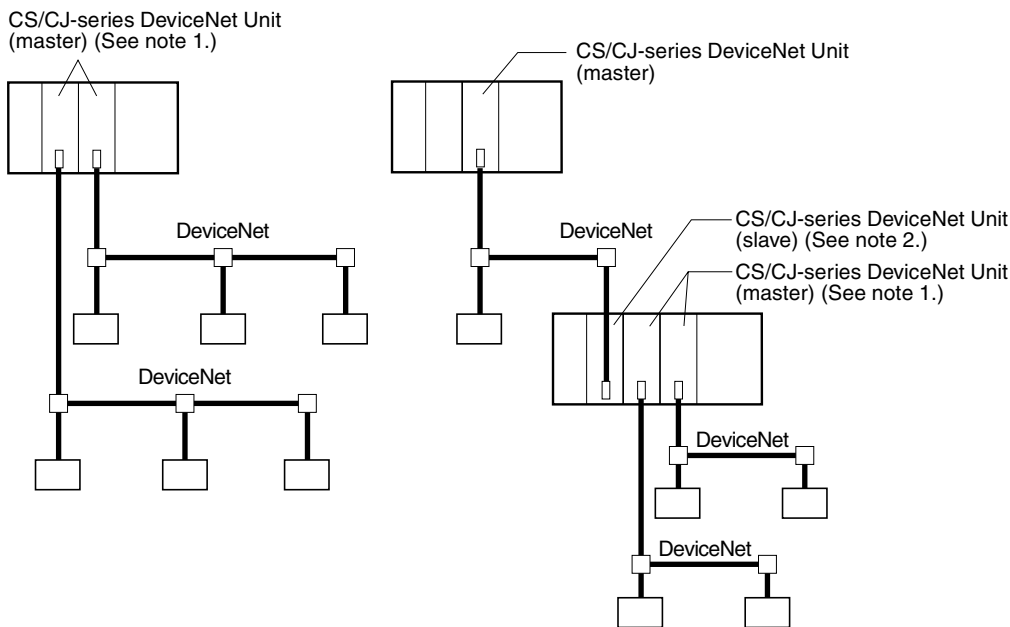 CS/CJ-series DeviceNet Unit
(master) (See note 1.)
DeviceNet
DeviceNet
CS/CJ-series DeviceNet Unit
(master)
DeviceNet
CS/CJ-series DeviceNet Unit
(slave) (See note 2.)
CS/CJ-series DeviceNet Unit
(master) (See note 1.)
DeviceNet
DeviceNet